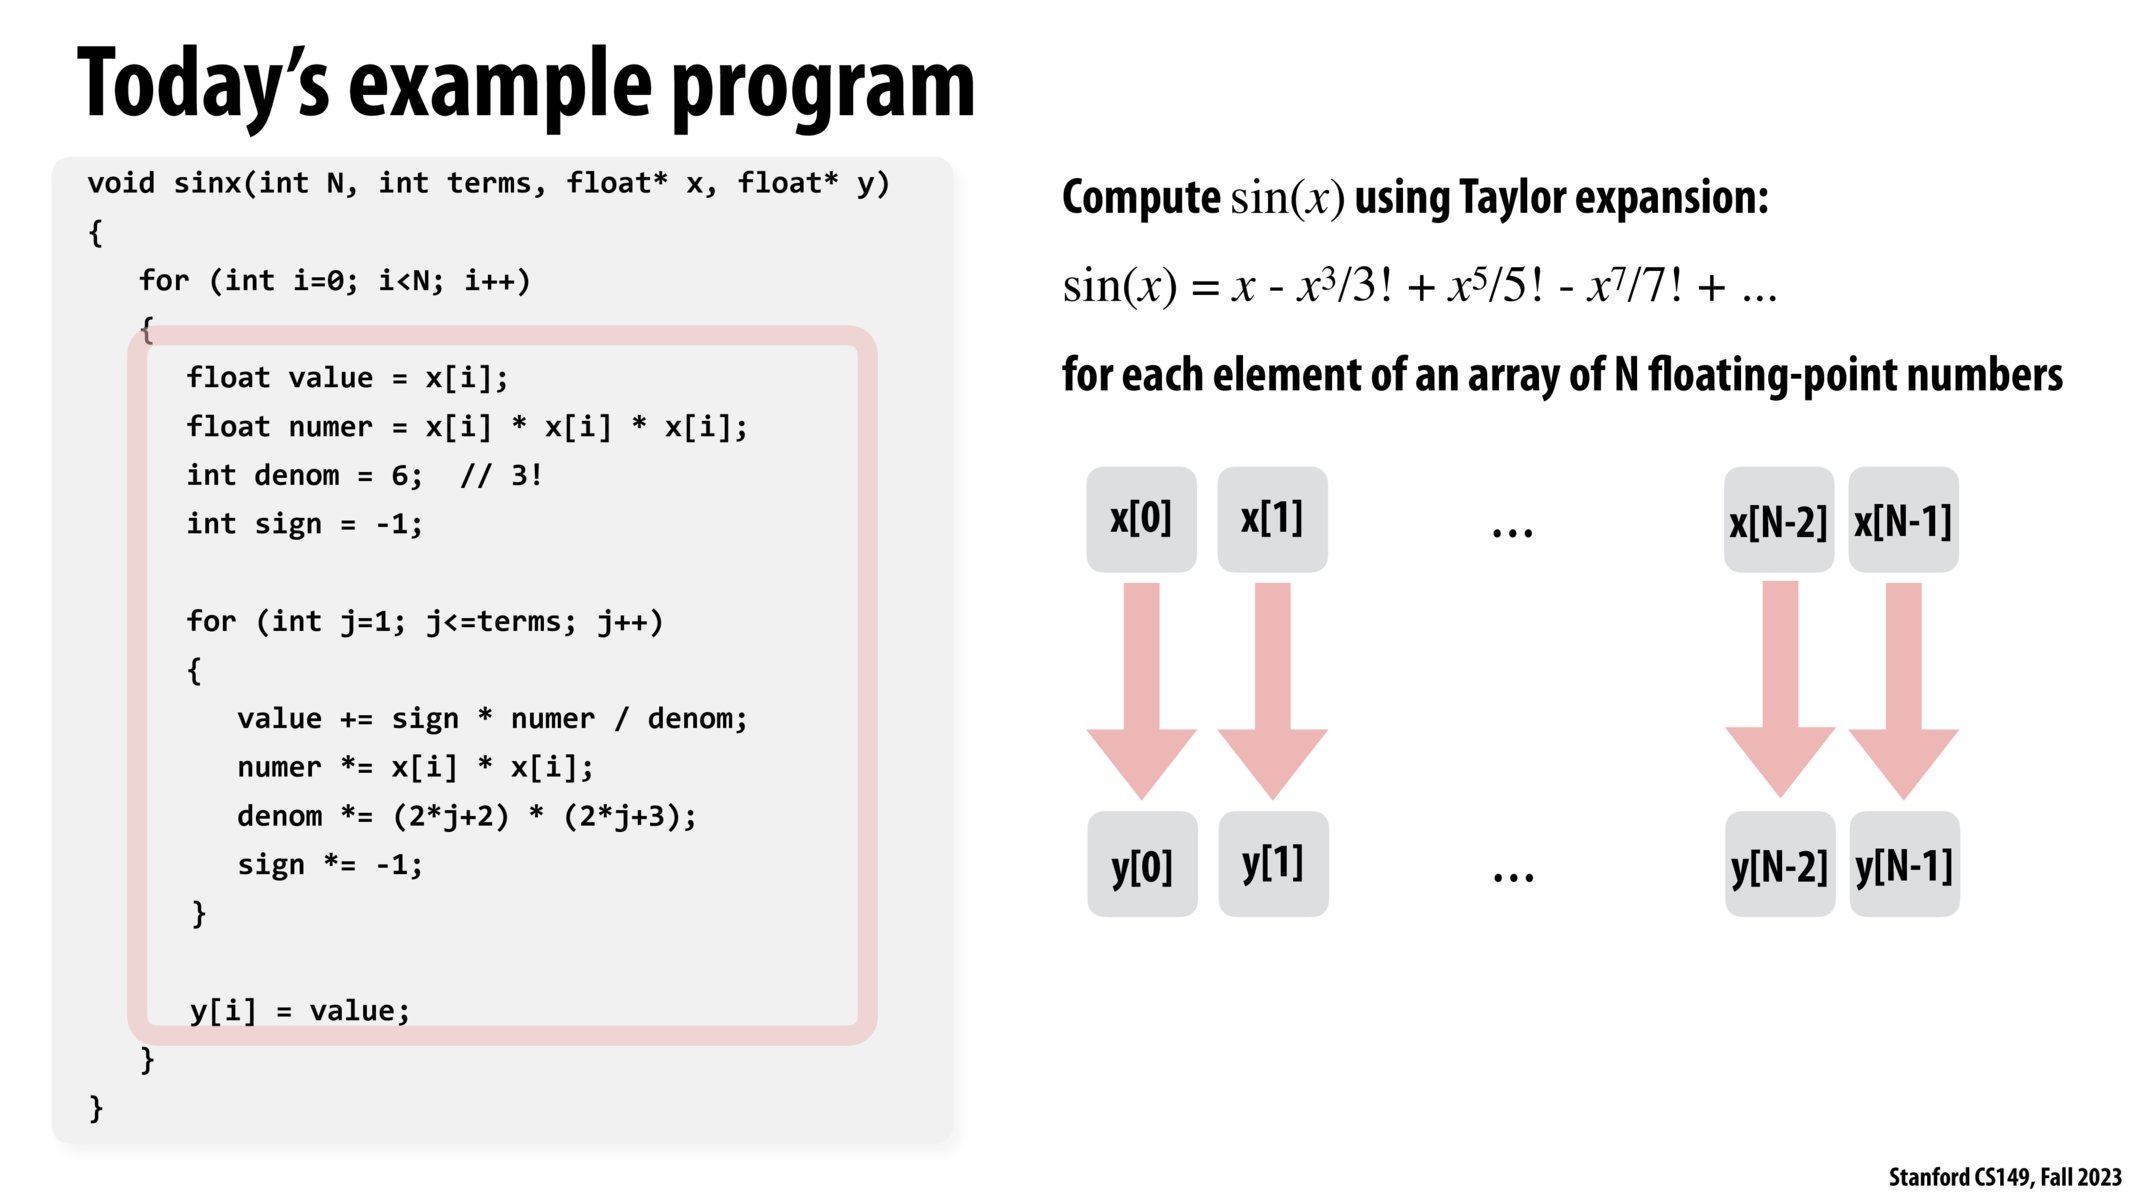 Today’s example program
void sinx(int N, int terms, float* x, float* y)
{
for (int i=0; i<N; i++)
{
float value = x[i];
float numer = x[i] * x[i] * x[i];
int denom = 6;  // 3!
int sign = -1;
for (int j=1; j<=terms; j++)
{
value += sign * numer / denom;
numer *= x[i] * x[i];
denom *= (2*j+2) * (2*j+3);
sign *= -1;
}
y[i] = value;
}
}
Compute sin(x) using Taylor expansion:
sin(x) = x - x³/3! + x⁵/5! - x⁷/7! + ...
for each element of an array of N floating-point numbers
x[0] x[1] ... x[N-2] x[N-1]
y[0] y[1] ... y[N-2] y[N-1]
Stanford CS149, Fall 2023